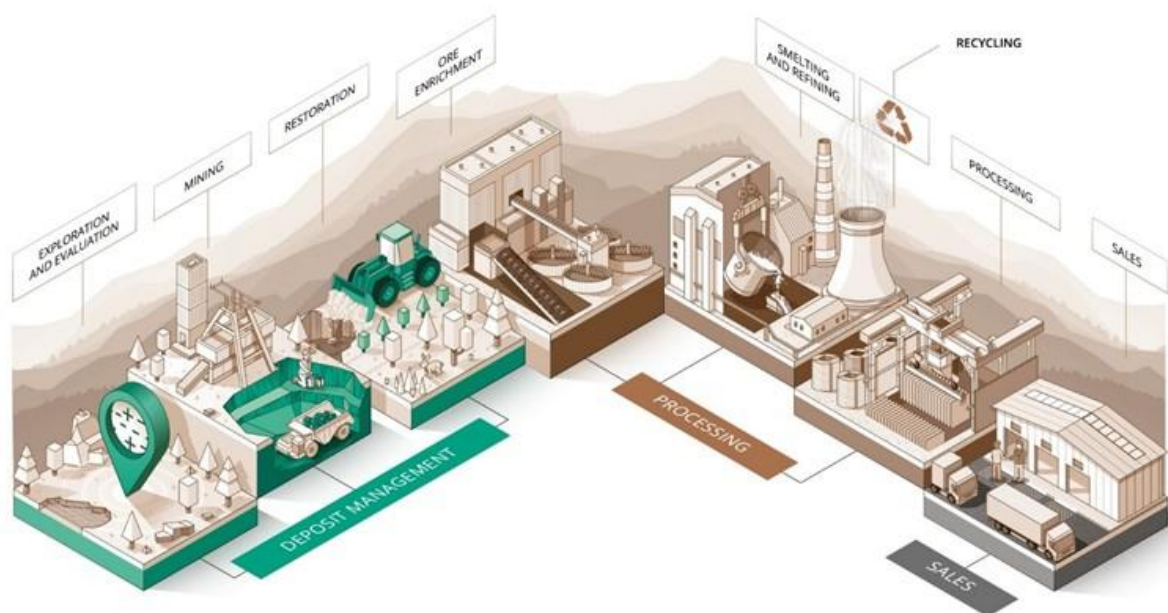 EXPLORATION
AND EVALUATION
MINING
RESTORATION
ORE
ENRICHMENT
SMELTING
AND REFINING
RECYCLING
PROCESSING
SALES
DEPOSIT MANAGEMENT
PROCESSING
SALES